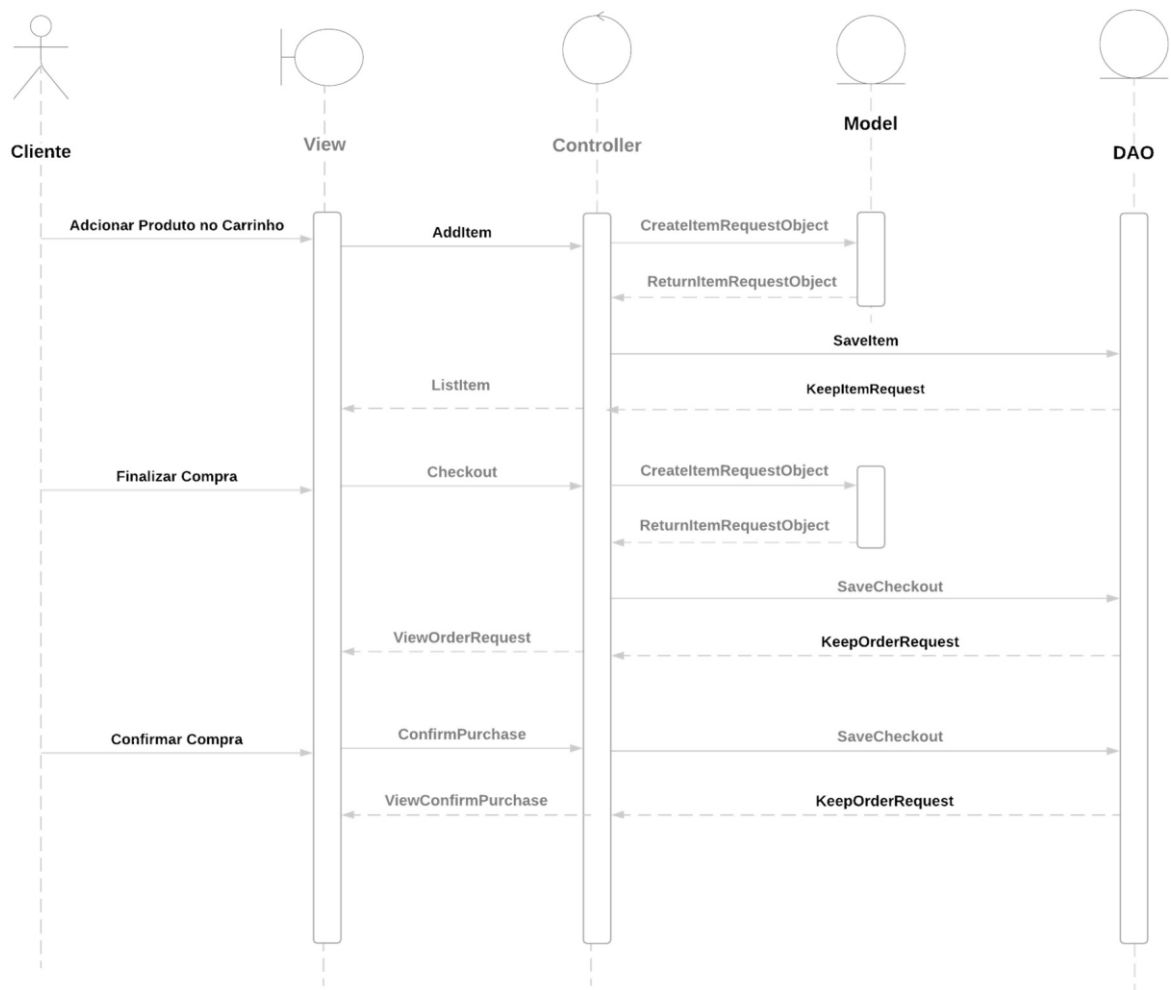 Cliente
View
Controller
Model
DAO
Adcionar Produto no Carrinho
AddItem
CreateItemRequestObject
ReturnItemRequestObject
SaveItem
ListItem
KeepItemRequest
Finalizar Compra
Checkout
CreateItemRequestObject
ReturnItemRequestObject
SaveCheckout
ViewOrderRequest
KeepOrderRequest
Confirmar Compra
ConfirmPurchase
SaveCheckout
ViewConfirmPurchase
KeepOrderRequest